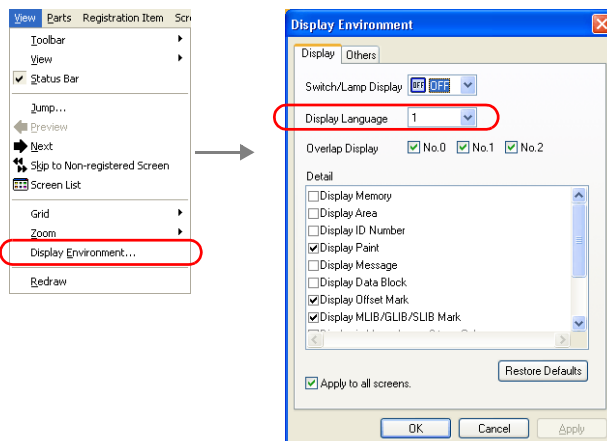 View Parts Registration Item Scr
Toolbar
View
Status Bar
Jump...
Preview
Next
Skip to Non-registered Screen
Screen List
Grid
Zoom
Display Environment...
Redraw
Display Environment
Display Others
Switch/Lamp Display OFF OFF
Display Language 1
Overlap Display No.0 No.1 No.2
Detail
Display Memory
Display Area
Display ID Number
Display Paint
Display Message
Display Data Block
Display Offset Mark
Display MLIB/GLIB/SLIB Mark
Restore Defaults
Apply to all screens.
OK Cancel Apply